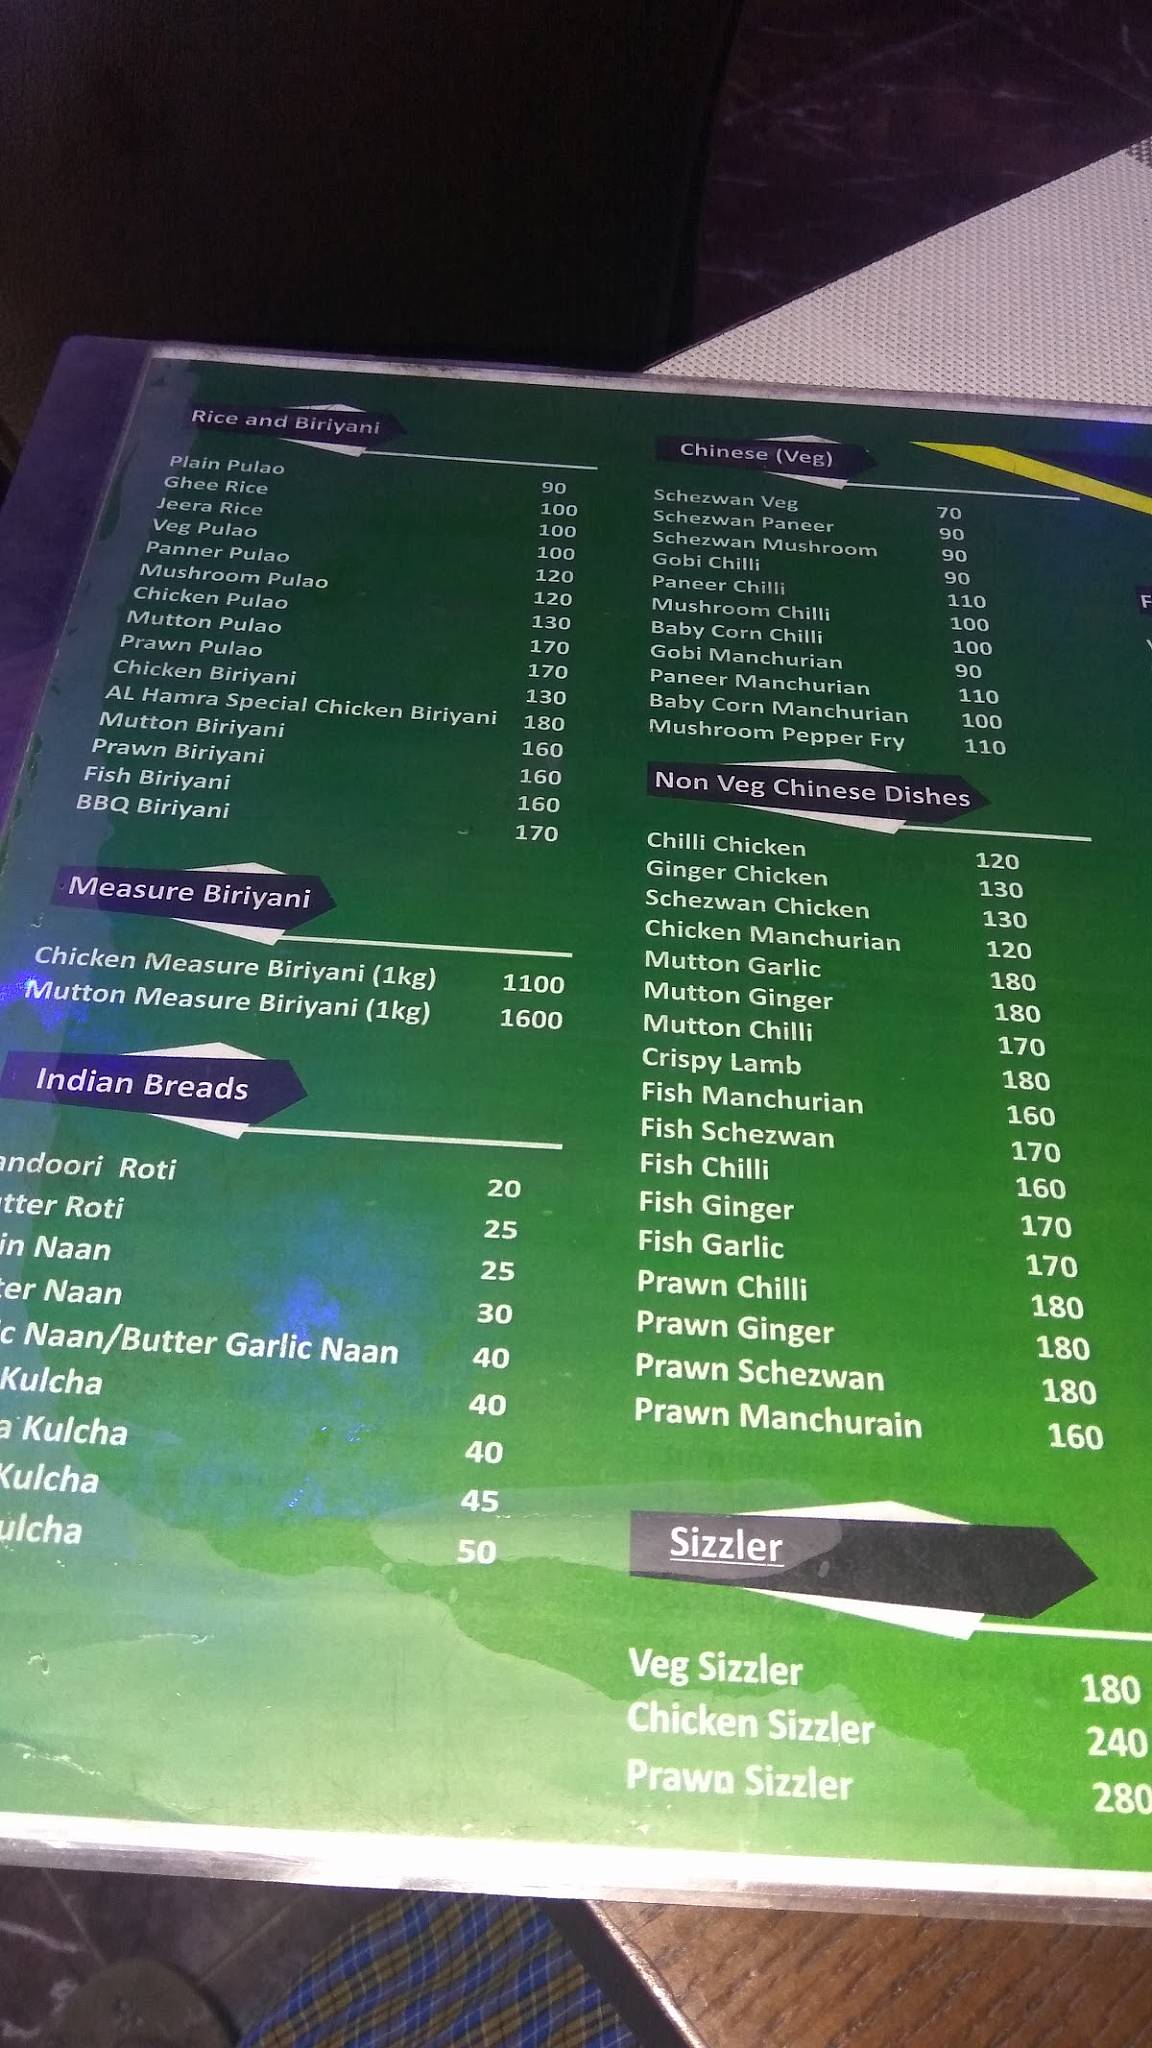 Rice and Biriyani
Plain Pulao 90
Ghee Rice 100
Jeera Rice 100
Veg Pulao 100
Panner Pulao 120
Mushroom Pulao 120
Chicken Pulao 130
Mutton Pulao 170
Prawn Pulao 170
Chicken Biriyani 130
AL Hamra Special Chicken Biriyani 180
Mutton Biriyani 160
Prawn Biriyani 160
Fish Biriyani 160
BBQ Biriyani 170
Measure Biriyani
Chicken Measure Biriyani (1kg) 1100
Mutton Measure Biriyani (1kg) 1600
Indian Breads
andoori Roti 20
tter Roti 25
in Naan 25
ter Naan 30
c Naan/Butter Garlic Naan 40
Kulcha 40
a Kulcha 40
Kulcha 45
ulcha 50
Chinese (Veg)
Schezwan Veg 70
Schezwan Paneer 90
Schezwan Mushroom 90
Gobi Chilli 90
Paneer Chilli 110
Mushroom Chilli 100
Baby Corn Chilli 100
Gobi Manchurian 90
Paneer Manchurian 110
Baby Corn Manchurian 100
Mushroom Pepper Fry 110
Non Veg Chinese Dishes
Chilli Chicken 120
Ginger Chicken 130
Schezwan Chicken 130
Chicken Manchurian 120
Mutton Garlic 180
Mutton Ginger 180
Mutton Chilli 170
Crispy Lamb 180
Fish Manchurian 160
Fish Schezwan 170
Fish Chilli 160
Fish Ginger 170
Fish Garlic 170
Prawn Chilli 180
Prawn Ginger 180
Prawn Schezwan 180
Prawn Manchurain 160
Sizzler
Veg Sizzler 180
Chicken Sizzler 240
Prawn Sizzler 280